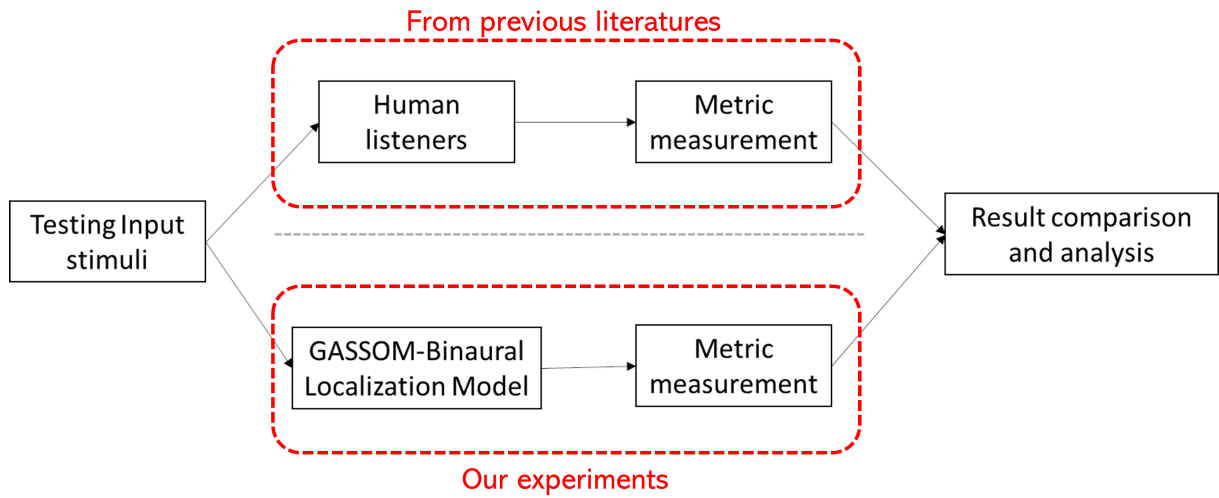 From previous literatures
Human
listeners
Metric
measurement
Testing Input
stimuli
Result comparison
and analysis
GASSOM-Binaural
Localization Model
Metric
measurement
Our experiments